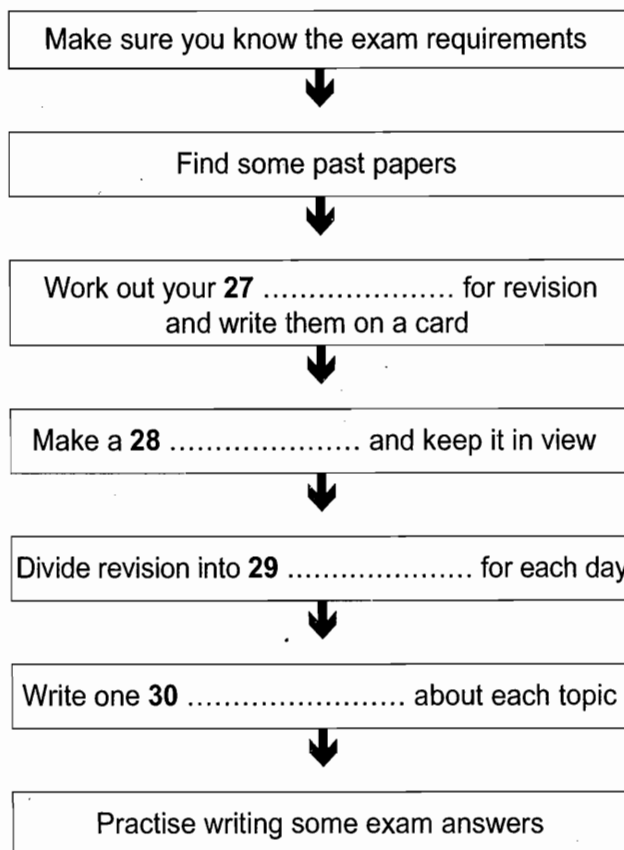 Make sure you know the exam requirements
Find some past papers
Work out your 27 ...................... for revision
and write them on a card
Make a 28 ..................... and keep it in view
Divide revision into 29 ..................... for each day
Write one 30 ........................ about each topic
Practise writing some exam answers